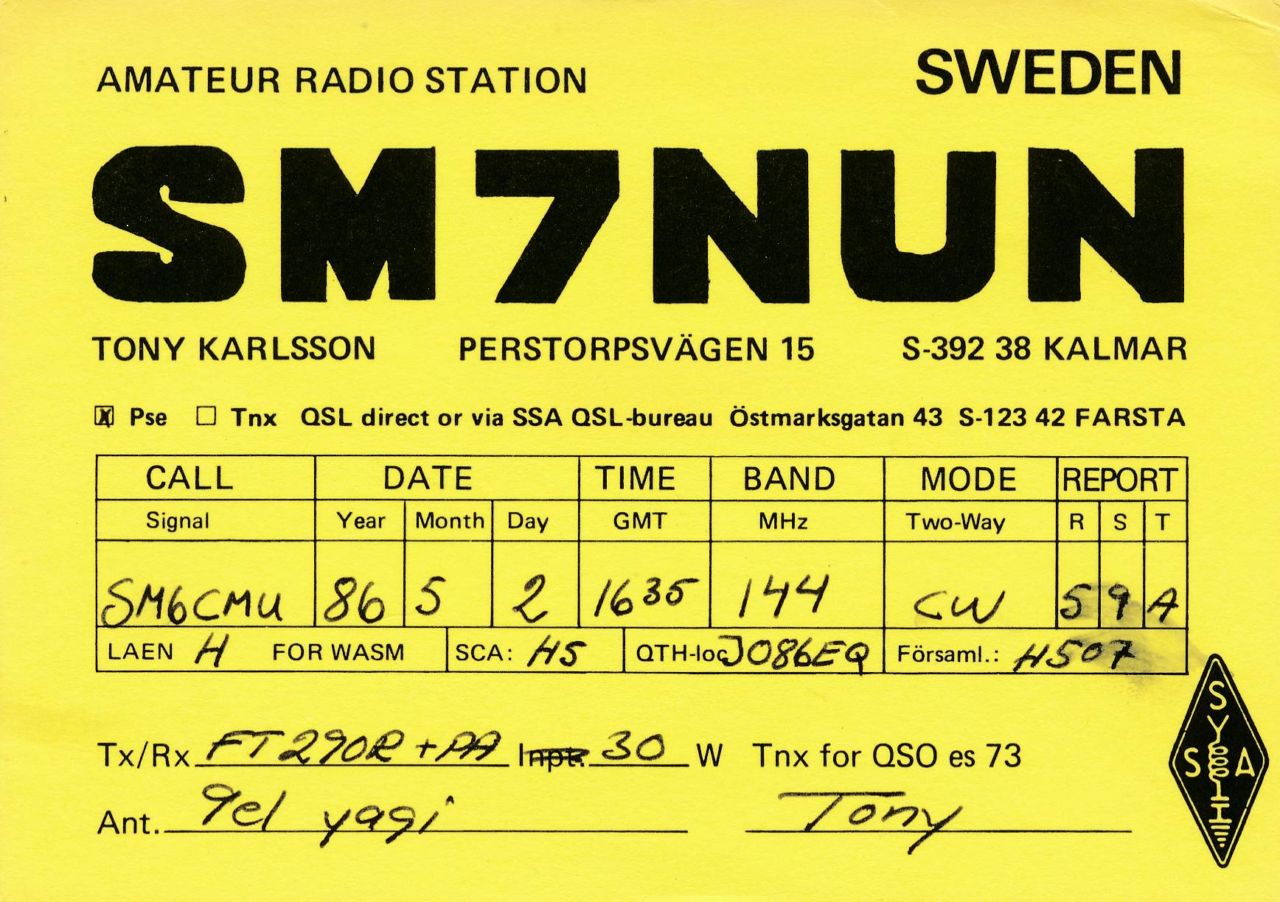 AMATEUR RADIO STATION SWEDEN
SM7NUN
TONY KARLSSON PERSTORPSVÄGEN 15 S-392 38 KALMAR
☒ Pse ☐ Tnx QSL direct or via SSA QSL-bureau Östmarksgatan 43 S-123 42 FARSTA
CALL DATE TIME BAND MODE REPORT
Signal Year Month Day GMT MHz Two-Way R S T
SM6CMU 86 5 2 1635 144 CW 5 9 A
LAEN H FOR WASM SCA: H5 QTH-loc JO86EQ Församl.: H507
Tx/Rx FT290R+PA Inpt. 30 W Tnx for QSO es 73
Ant. 9el yagi Tony
S
S A